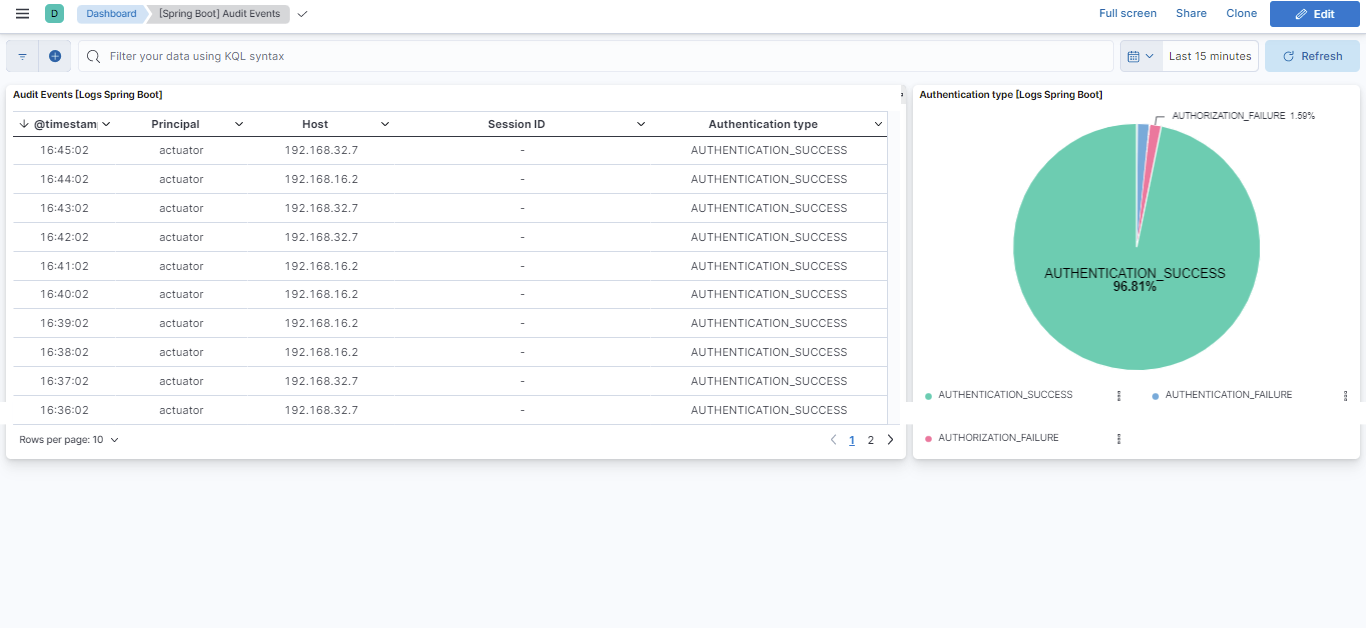 D Dashboard [Spring Boot] Audit Events Full screen Share Clone Edit
Filter your data using KQL syntax Last 15 minutes Refresh
Audit Events [Logs Spring Boot]
@timestam Principal Host Session ID Authentication type
16:45:02 actuator 192.168.32.7 - AUTHENTICATION_SUCCESS
16:44:02 actuator 192.168.16.2 - AUTHENTICATION_SUCCESS
16:43:02 actuator 192.168.32.7 - AUTHENTICATION_SUCCESS
16:42:02 actuator 192.168.32.7 - AUTHENTICATION_SUCCESS
16:41:02 actuator 192.168.16.2 - AUTHENTICATION_SUCCESS
16:40:02 actuator 192.168.16.2 - AUTHENTICATION_SUCCESS
16:39:02 actuator 192.168.16.2 - AUTHENTICATION_SUCCESS
16:38:02 actuator 192.168.16.2 - AUTHENTICATION_SUCCESS
16:37:02 actuator 192.168.32.7 - AUTHENTICATION_SUCCESS
16:36:02 actuator 192.168.32.7 - AUTHENTICATION_SUCCESS
Rows per page: 10 1 2
Authentication type [Logs Spring Boot]
AUTHORIZATION_FAILURE 1.59%
AUTHENTICATION_SUCCESS
96.81%
AUTHENTICATION_SUCCESS AUTHENTICATION_FAILURE
AUTHORIZATION_FAILURE